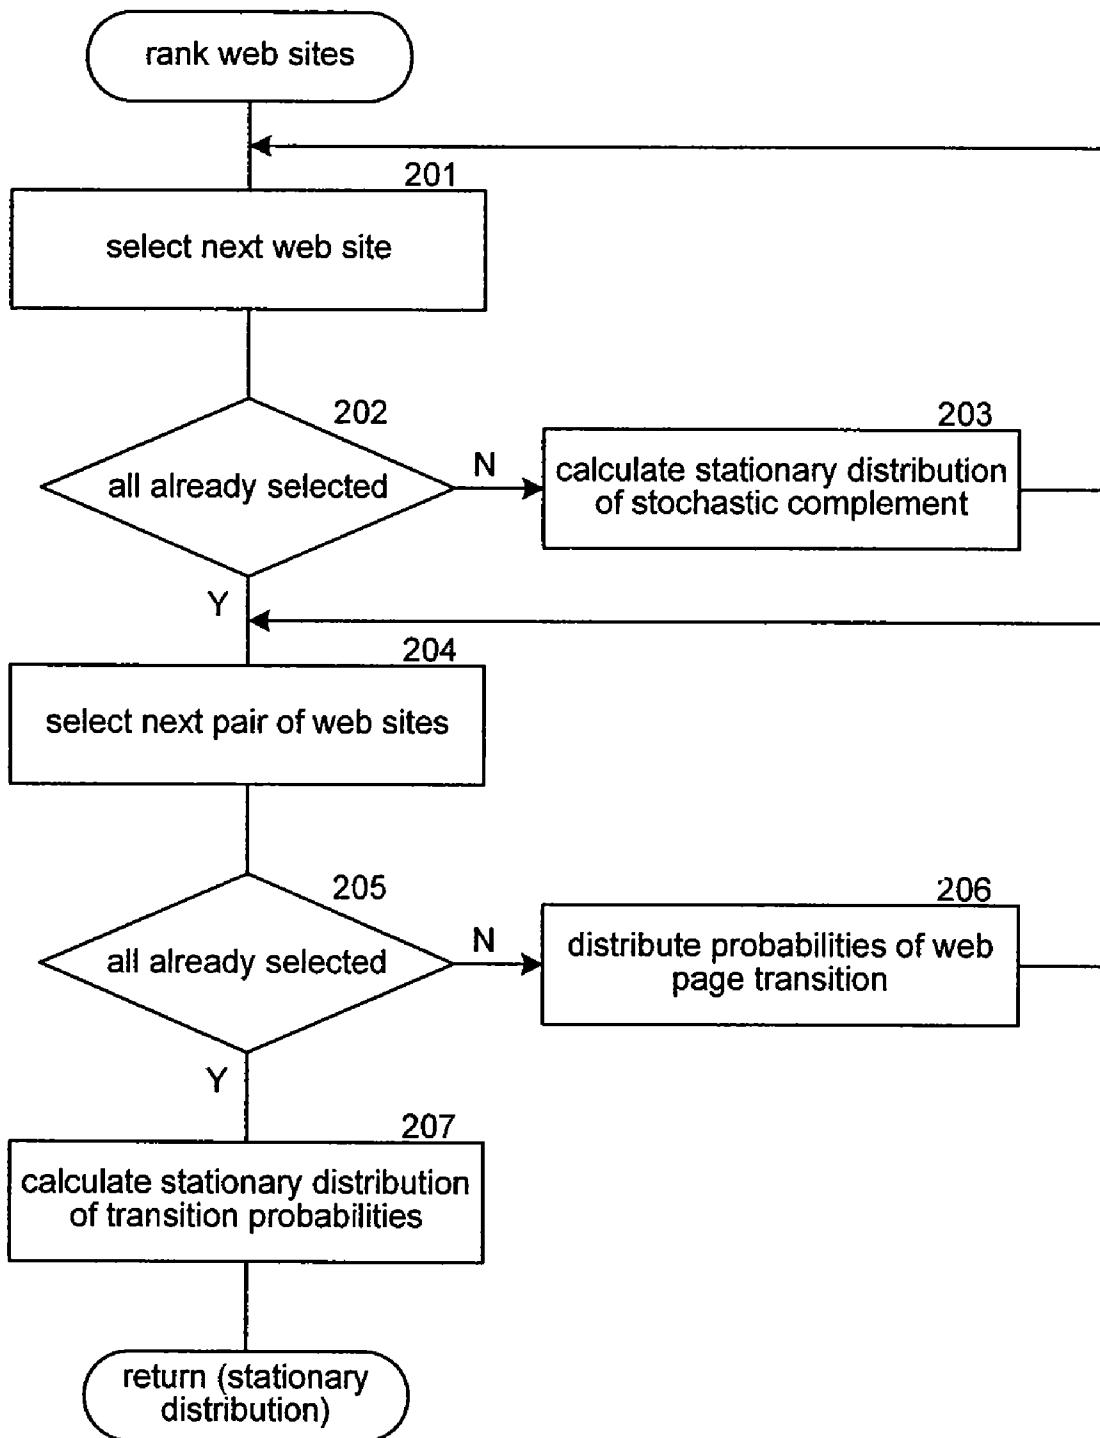 rank web sites
201
select next web site
202
all already selected
N
203
calculate stationary distribution
of stochastic complement
Y
204
select next pair of web sites
205
all already selected
N
206
distribute probabilities of web
page transition
Y
207
calculate stationary distribution
of transition probabilities
return (stationary
distribution)